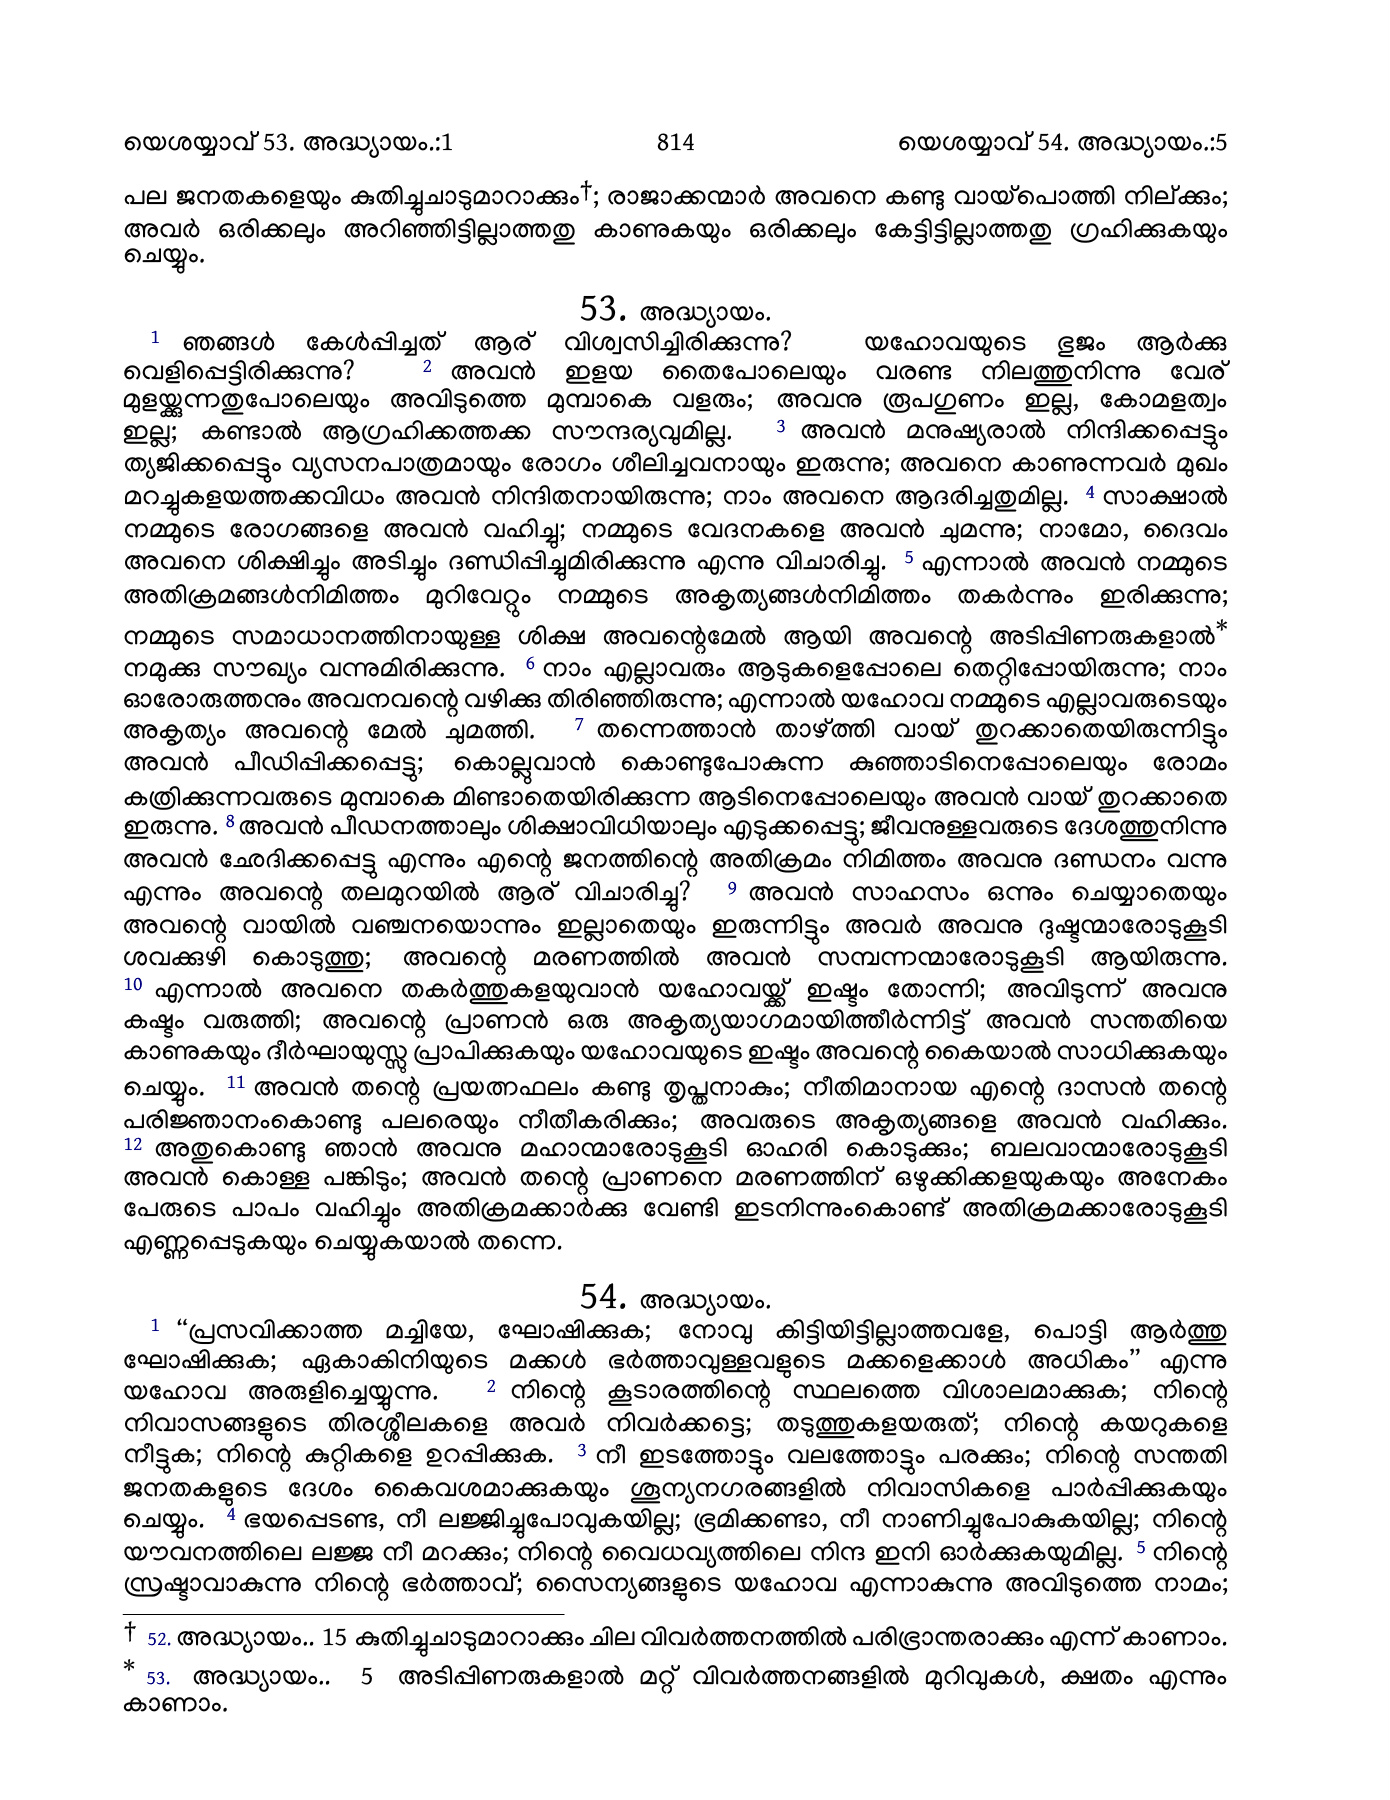 യെശയ്യാവ് 53. അദ്ധ്യായം.:1 814 യെശയ്യാവ് 54. അദ്ധ്യായം.:5
പല ജനതകളെയും കുതിച്ചുചാടുമാറാക്കും†; രാജാക്കന്മാർ അവനെ കണ്ടു വായ്പൊത്തി നില്ക്കും;
അവർ ഒരിക്കലും അറിഞ്ഞിട്ടില്ലാത്തതു കാണുകയും ഒരിക്കലും കേട്ടിട്ടില്ലാത്തതു ഗ്രഹിക്കുകയും
ചെയ്യും.
53. അദ്ധ്യായം.
1 ഞങ്ങൾ കേൾപ്പിച്ചത് ആര് വിശ്വസിച്ചിരിക്കുന്നു? യഹോവയുടെ ഭുജം ആർക്കു
വെളിപ്പെട്ടിരിക്കുന്നു? 2 അവൻ ഇളയ തൈപോലെയും വരണ്ട നിലത്തുനിന്നു വേര്
മുളയ്ക്കുന്നതുപോലെയും അവിടുത്തെ മുമ്പാകെ വളരും; അവനു രൂപഗുണം ഇല്ല, കോമളത്വം
ഇല്ല; കണ്ടാൽ ആഗ്രഹിക്കത്തക്ക സൗന്ദര്യവുമില്ല. 3 അവൻ മനുഷ്യരാൽ നിന്ദിക്കപ്പെട്ടും
ത്യജിക്കപ്പെട്ടും വ്യസനപാത്രമായും രോഗം ശീലിച്ചവനായും ഇരുന്നു; അവനെ കാണുന്നവർ മുഖം
മറച്ചുകളയത്തക്കവിധം അവൻ നിന്ദിതനായിരുന്നു; നാം അവനെ ആദരിച്ചതുമില്ല. 4 സാക്ഷാൽ
നമ്മുടെ രോഗങ്ങളെ അവൻ വഹിച്ചു; നമ്മുടെ വേദനകളെ അവൻ ചുമന്നു; നാമോ, ദൈവം
അവനെ ശിക്ഷിച്ചും അടിച്ചും ദണ്ഡിപ്പിച്ചുമിരിക്കുന്നു എന്നു വിചാരിച്ചു. 5 എന്നാൽ അവൻ നമ്മുടെ
അതിക്രമങ്ങൾനിമിത്തം മുറിവേറ്റും നമ്മുടെ അകൃത്യങ്ങൾനിമിത്തം തകർന്നും ഇരിക്കുന്നു;
നമ്മുടെ സമാധാനത്തിനായുള്ള ശിക്ഷ അവന്റെമേൽ ആയി അവന്റെ അടിപ്പിണരുകളാൽ*
നമുക്കു സൗഖ്യം വന്നുമിരിക്കുന്നു. 6 നാം എല്ലാവരും ആടുകളെപ്പോലെ തെറ്റിപ്പോയിരുന്നു; നാം
ഓരോരുത്തനും അവനവന്റെ വഴിക്കു തിരിഞ്ഞിരുന്നു; എന്നാൽ യഹോവ നമ്മുടെ എല്ലാവരുടെയും
അകൃത്യം അവന്റെ മേൽ ചുമത്തി. 7 തന്നെത്താൻ താഴ്ത്തി വായ് തുറക്കാതെയിരുന്നിട്ടും
അവൻ പീഡിപ്പിക്കപ്പെട്ടു; കൊല്ലുവാൻ കൊണ്ടുപോകുന്ന കുഞ്ഞാടിനെപ്പോലെയും രോമം
കത്രിക്കുന്നവരുടെ മുമ്പാകെ മിണ്ടാതെയിരിക്കുന്ന ആടിനെപ്പോലെയും അവൻ വായ് തുറക്കാതെ
ഇരുന്നു. 8 അവൻ പീഡനത്താലും ശിക്ഷാവിധിയാലും എടുക്കപ്പെട്ടു; ജീവനുള്ളവരുടെ ദേശത്തുനിന്നു
അവൻ ഛേദിക്കപ്പെട്ടു എന്നും എന്റെ ജനത്തിന്റെ അതിക്രമം നിമിത്തം അവനു ദണ്ഡനം വന്നു
എന്നും അവന്റെ തലമുറയിൽ ആര് വിചാരിച്ചു? 9 അവൻ സാഹസം ഒന്നും ചെയ്യാതെയും
അവന്റെ വായിൽ വഞ്ചനയൊന്നും ഇല്ലാതെയും ഇരുന്നിട്ടും അവർ അവനു ദുഷ്ടന്മാരോടുകൂടി
ശവക്കുഴി കൊടുത്തു; അവന്റെ മരണത്തിൽ അവൻ സമ്പന്നന്മാരോടുകൂടി ആയിരുന്നു.
10 എന്നാൽ അവനെ തകർത്തുകളയുവാൻ യഹോവയ്ക്ക് ഇഷ്ടം തോന്നി; അവിടുന്ന് അവനു
കഷ്ടം വരുത്തി; അവന്റെ പ്രാണൻ ഒരു അകൃത്യയാഗമായിത്തീർന്നിട്ട് അവൻ സന്തതിയെ
കാണുകയും ദീർഘായുസ്സു പ്രാപിക്കുകയും യഹോവയുടെ ഇഷ്ടം അവന്റെ കൈയാൽ സാധിക്കുകയും
ചെയ്യും. 11 അവൻ തന്റെ പ്രയത്നഫലം കണ്ടു തൃപ്തനാകും; നീതിമാനായ എന്റെ ദാസൻ തന്റെ
പരിജ്ഞാനംകൊണ്ടു പലരെയും നീതീകരിക്കും; അവരുടെ അകൃത്യങ്ങളെ അവൻ വഹിക്കും.
12 അതുകൊണ്ടു ഞാൻ അവനു മഹാന്മാരോടുകൂടി ഓഹരി കൊടുക്കും; ബലവാന്മാരോടുകൂടി
അവൻ കൊള്ള പങ്കിടും; അവൻ തന്റെ പ്രാണനെ മരണത്തിന് ഒഴുക്കിക്കളയുകയും അനേകം
പേരുടെ പാപം വഹിച്ചും അതിക്രമക്കാർക്കു വേണ്ടി ഇടനിന്നുംകൊണ്ട് അതിക്രമക്കാരോടുകൂടി
എണ്ണപ്പെടുകയും ചെയ്യുകയാൽ തന്നെ.
54. അദ്ധ്യായം.
1 “പ്രസവിക്കാത്ത മച്ചിയേ, ഘോഷിക്കുക; നോവു കിട്ടിയിട്ടില്ലാത്തവളേ, പൊട്ടി ആർത്തു
ഘോഷിക്കുക; ഏകാകിനിയുടെ മക്കൾ ഭർത്താവുള്ളവളുടെ മക്കളെക്കാൾ അധികം” എന്നു
യഹോവ അരുളിച്ചെയ്യുന്നു. 2 നിന്റെ കൂടാരത്തിന്റെ സ്ഥലത്തെ വിശാലമാക്കുക; നിന്റെ
നിവാസങ്ങളുടെ തിരശ്ശീലകളെ അവർ നിവർക്കട്ടെ; തടുത്തുകളയരുത്; നിന്റെ കയറുകളെ
നീട്ടുക; നിന്റെ കുറ്റികളെ ഉറപ്പിക്കുക. 3 നീ ഇടത്തോട്ടും വലത്തോട്ടും പരക്കും; നിന്റെ സന്തതി
ജനതകളുടെ ദേശം കൈവശമാക്കുകയും ശൂന്യനഗരങ്ങളിൽ നിവാസികളെ പാർപ്പിക്കുകയും
ചെയ്യും. 4 ഭയപ്പെടണ്ട, നീ ലജ്ജിച്ചുപോവുകയില്ല; ഭ്രമിക്കണ്ടാ, നീ നാണിച്ചുപോകുകയില്ല; നിന്റെ
യൗവനത്തിലെ ലജ്ജ നീ മറക്കും; നിന്റെ വൈധവ്യത്തിലെ നിന്ദ ഇനി ഓർക്കുകയുമില്ല. 5 നിന്റെ
സ്രഷ്ടാവാകുന്നു നിന്റെ ഭർത്താവ്; സൈന്യങ്ങളുടെ യഹോവ എന്നാകുന്നു അവിടുത്തെ നാമം;
† 52. അദ്ധ്യായം.. 15 കുതിച്ചുചാടുമാറാക്കും ചില വിവർത്തനത്തിൽ പരിഭ്രാന്തരാക്കും എന്ന് കാണാം.
* 53. അദ്ധ്യായം.. 5 അടിപ്പിണരുകളാൽ മറ്റ് വിവർത്തനങ്ങളിൽ മുറിവുകൾ, ക്ഷതം എന്നും
കാണാം.